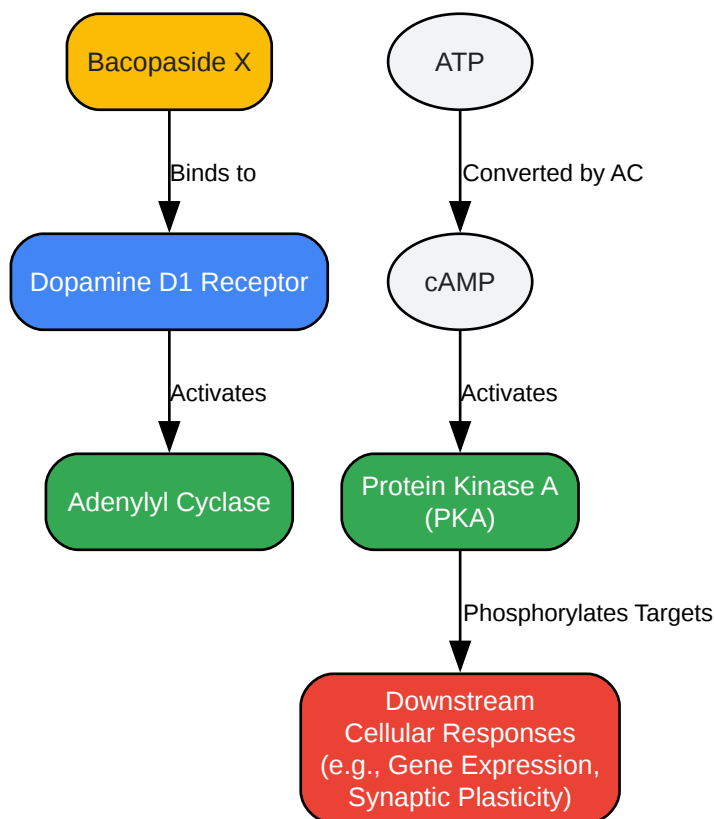 Bacopaside X
ATP
Binds to
Converted by AC
Dopamine D1 Receptor
cAMP
Activates
Activates
Adenylyl Cyclase
Protein Kinase A
(PKA)
Phosphorylates Targets
Downstream
Cellular Responses
(e.g., Gene Expression,
Synaptic Plasticity)